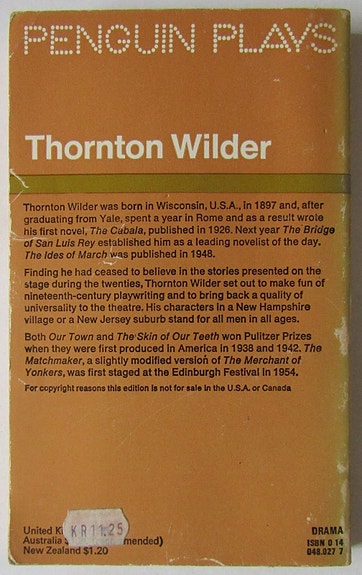 PENGUIN PLAYS
Thornton Wilder
Thornton Wilder was born in Wisconsin, U.S.A., in 1897 and, after
graduating from Yale, spent a year in Rome and as a result wrote
his first novel, The Cabala, published in 1926. Next year The Bridge
of San Luis Rey established him as a leading novelist of the day.
The Ides of March was published in 1948.
Finding he had ceased to believe in the stories presented on the
stage during the twenties, Thornton Wilder set out to make fun of
nineteenth-century playwriting and to bring back a quality of
universality to the theatre. His characters in a New Hampshire
village or a New Jersey suburb stand for all men in all ages.
Both Our Town and The Skin of Our Teeth won Pulitzer Prizes
when they were first produced in America in 1938 and 1942. The
Matchmaker, a slightly modified version of The Merchant of
Yonkers, was first staged at the Edinburgh Festival in 1954.
For copyright reasons this edition is not for sale in the U.S.A. or Canada
United
KR 11.25
Australia
mended)
New Zealand $1.20
DRAMA
ISBN 0 14
048.027 7